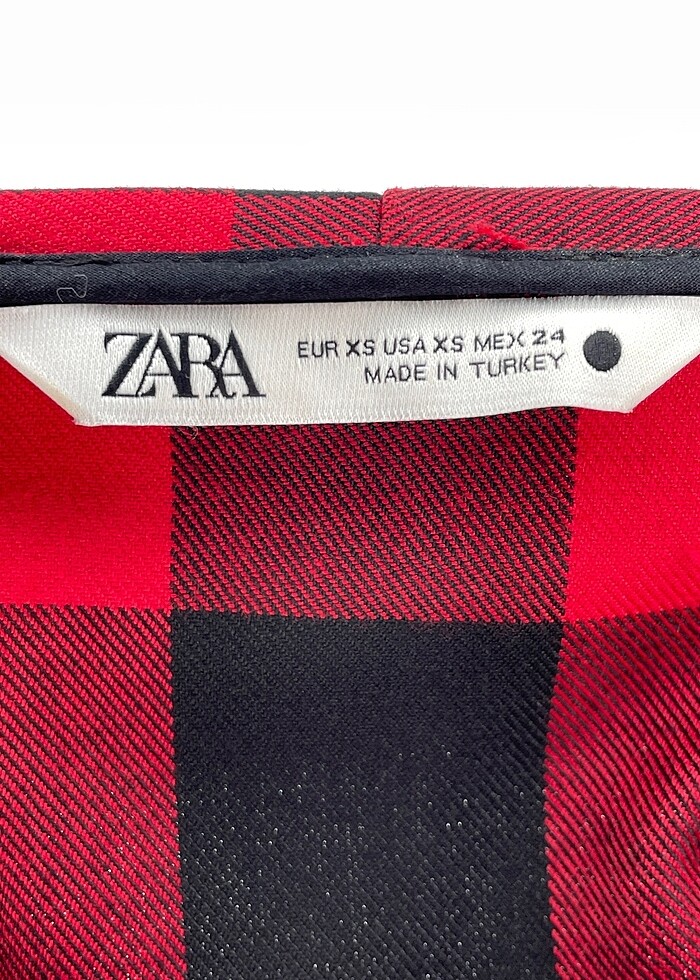 ZARA
EUR XS USA XS MEX 24
MADE IN TURKEY